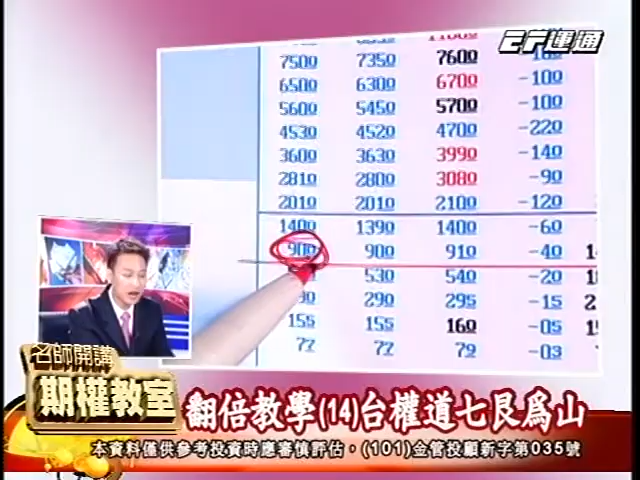 EF運通
7500 7350 7600
6500 6300 6700 -100
5600 5450 5700 -100
4530 4520 4700 -220
3600 3630 3990 -140
2810 2800 3080 -90
2010 2010 2100 -120
1400 1390 1400 -60
900 900 910 -40
530 540 -20
290 295 -15
155 155 160 -05
77 77 79 -03
名師開講
期權教室
翻倍教學(14)台權道七艮為山
本資料僅供參考投資時應審慎評估，(101)金管投顧新字第035號